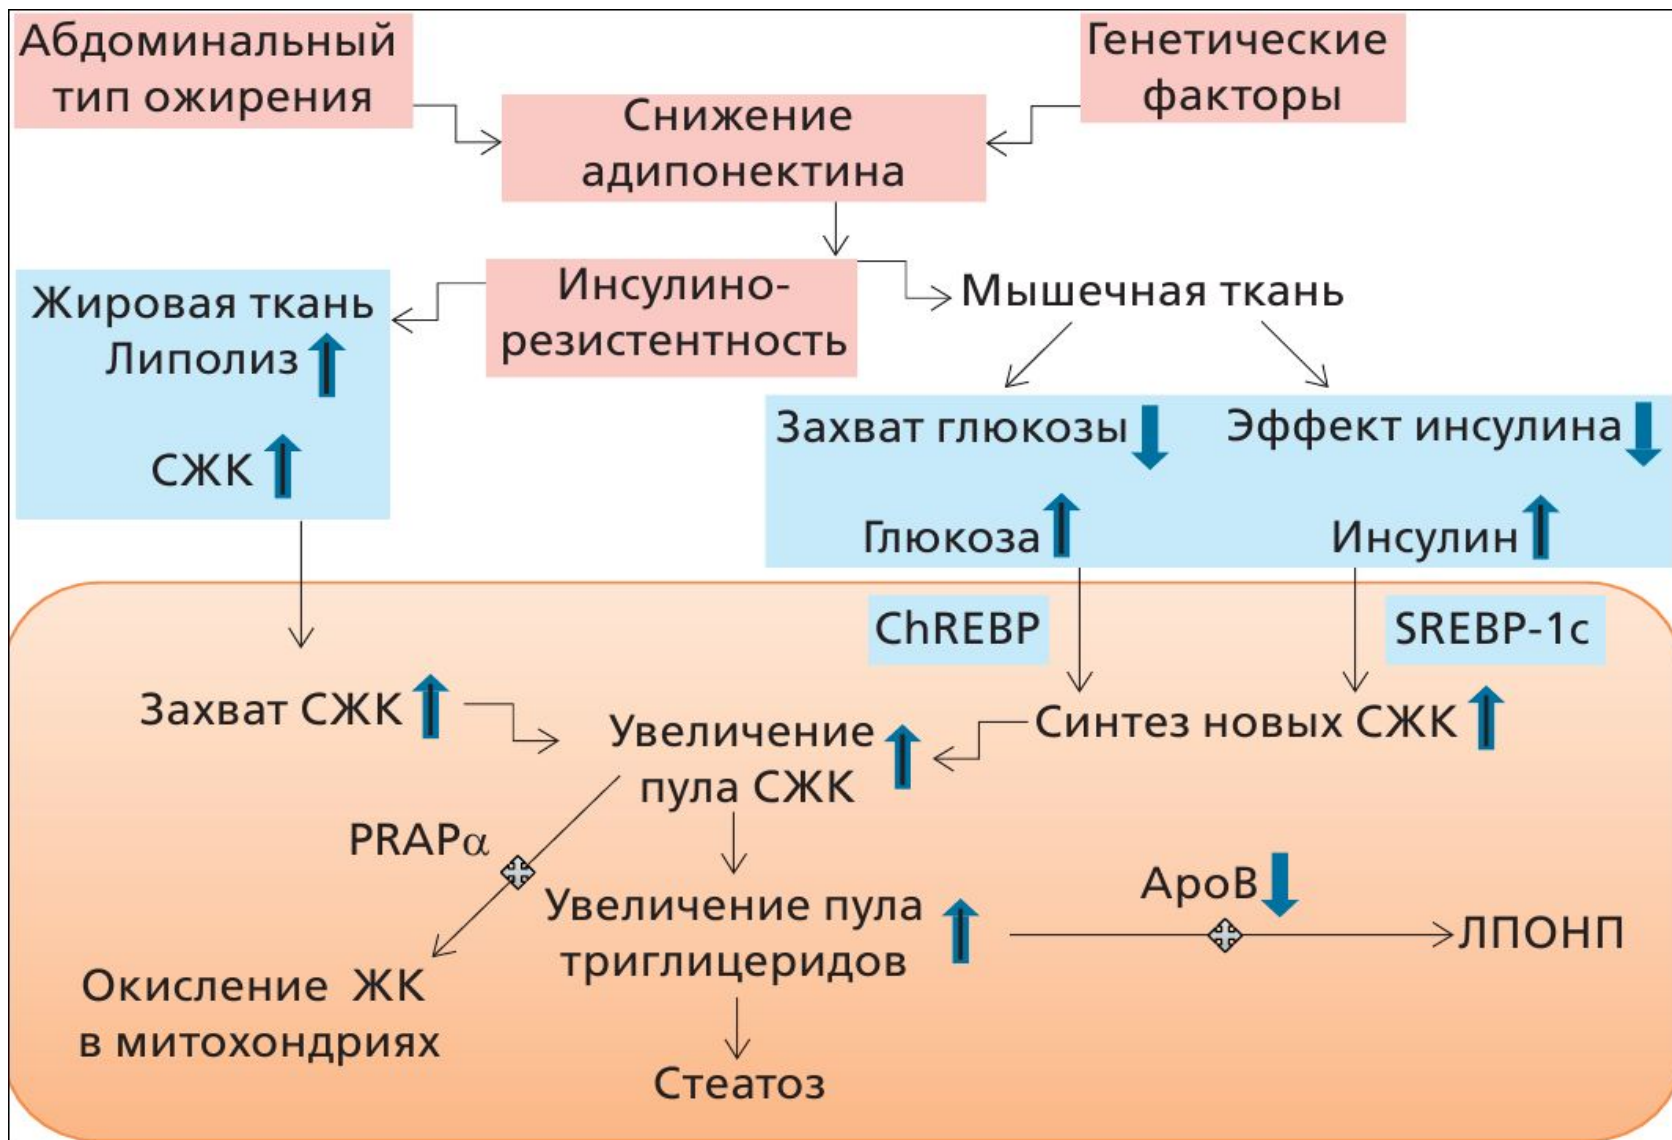 Абдоминальный
тип ожирения
Генетические
факторы
Снижение
адипонектина
Инсулино-
резистентность
Жировая ткань
Липолиз
СЖК
Мышечная ткань
Захват глюкозы
Эффект инсулина
Глюкоза
Инсулин
ChREBP
SREBP-1c
Захват СЖК
Увеличение
пула СЖК
Синтез новых СЖК
PRAPα
Увеличение пула
триглицеридов
ApoB
ЛПОНП
Окисление ЖК
в митохондриях
Стеатоз